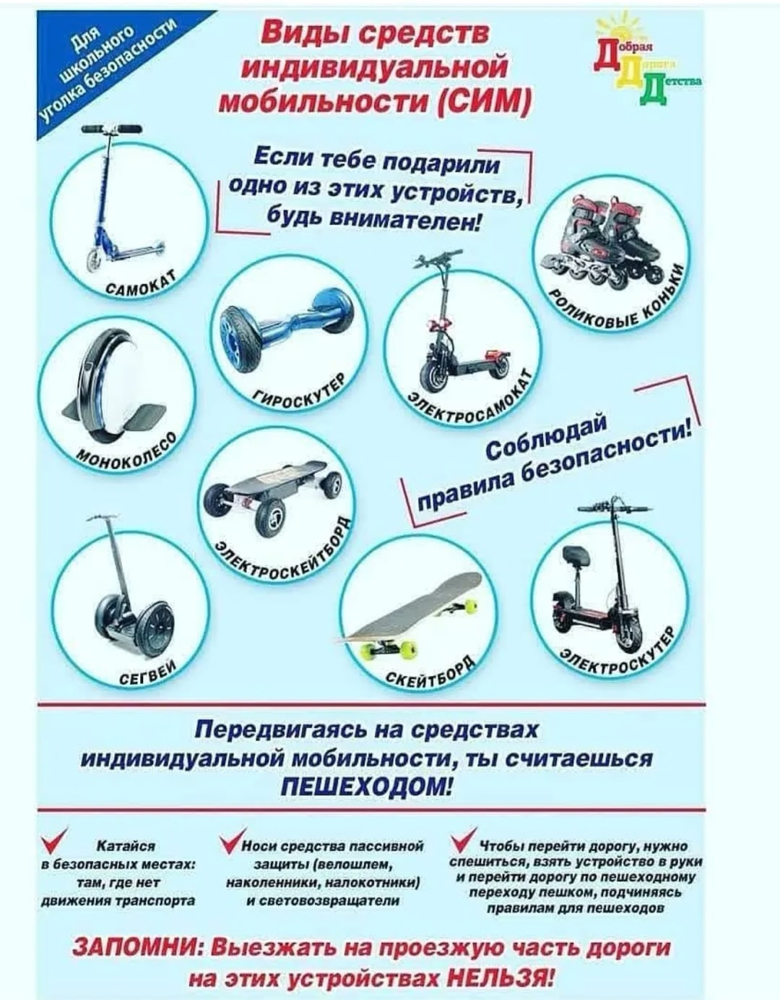 Для
школьного
уголка безопасности
Виды средств
индивидуальной
мобильности (СИМ)
Добрая
Дорога
Детства
Если тебе подарили
одно из этих устройств,
будь внимателен!
САМОКАТ
РОЛИКОВЫЕ КОНЬКИ
ГИРОСКУТЕР
ЭЛЕКТРОСАМОКАТ
МОНОКОЛЕСО
Соблюдай
правила безопасности!
ЭЛЕКТРОСКЕЙТБОРД
СЕГВЕЙ
СКЕЙТБОРД
ЭЛЕКТРОСКУТЕР
Передвигаясь на средствах
индивидуальной мобильности, ты считаешься
ПЕШЕХОДОМ!
Катайся
в безопасных местах:
там, где нет
движения транспорта
Носи средства пассивной
защиты (велошлем,
наколенники, налокотники)
и световозвращатели
Чтобы перейти дорогу, нужно
спешиться, взять устройство в руки
и перейти дорогу по пешеходному
переходу пешком, подчиняясь
правилам для пешеходов
ЗАПОМНИ: Выезжать на проезжую часть дороги
на этих устройствах НЕЛЬЗЯ!